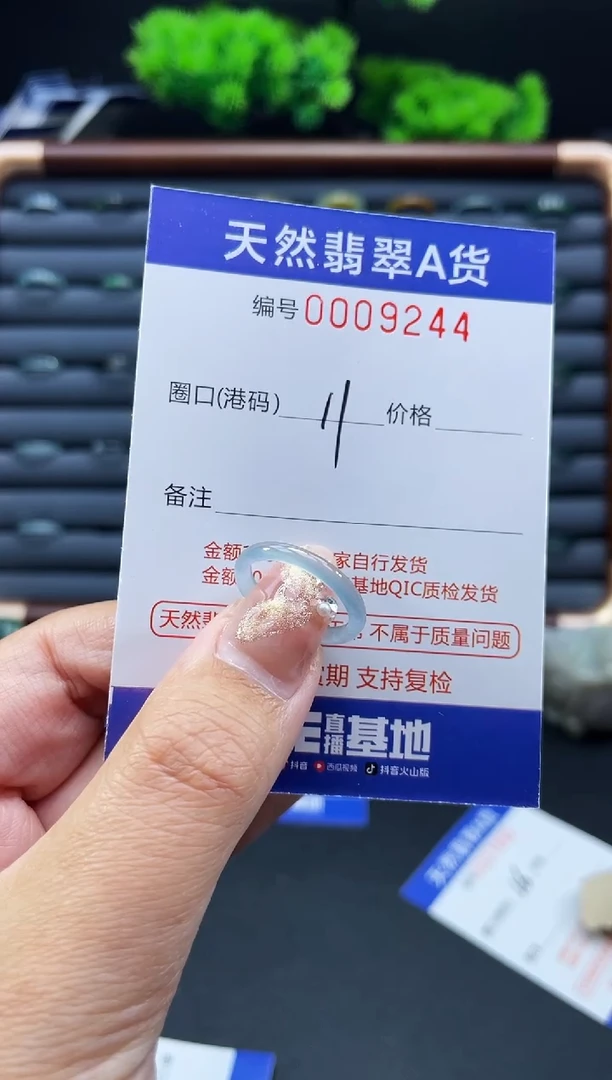 天然翡翠A货
编号 0009244
圈口(港码) 11 价格
备注
金额 家自行发货
金额 基地QIC质检发货
天然翡 不属于质量问题
期 支持复检
直播基地
抖音 西瓜视频 抖音火山版